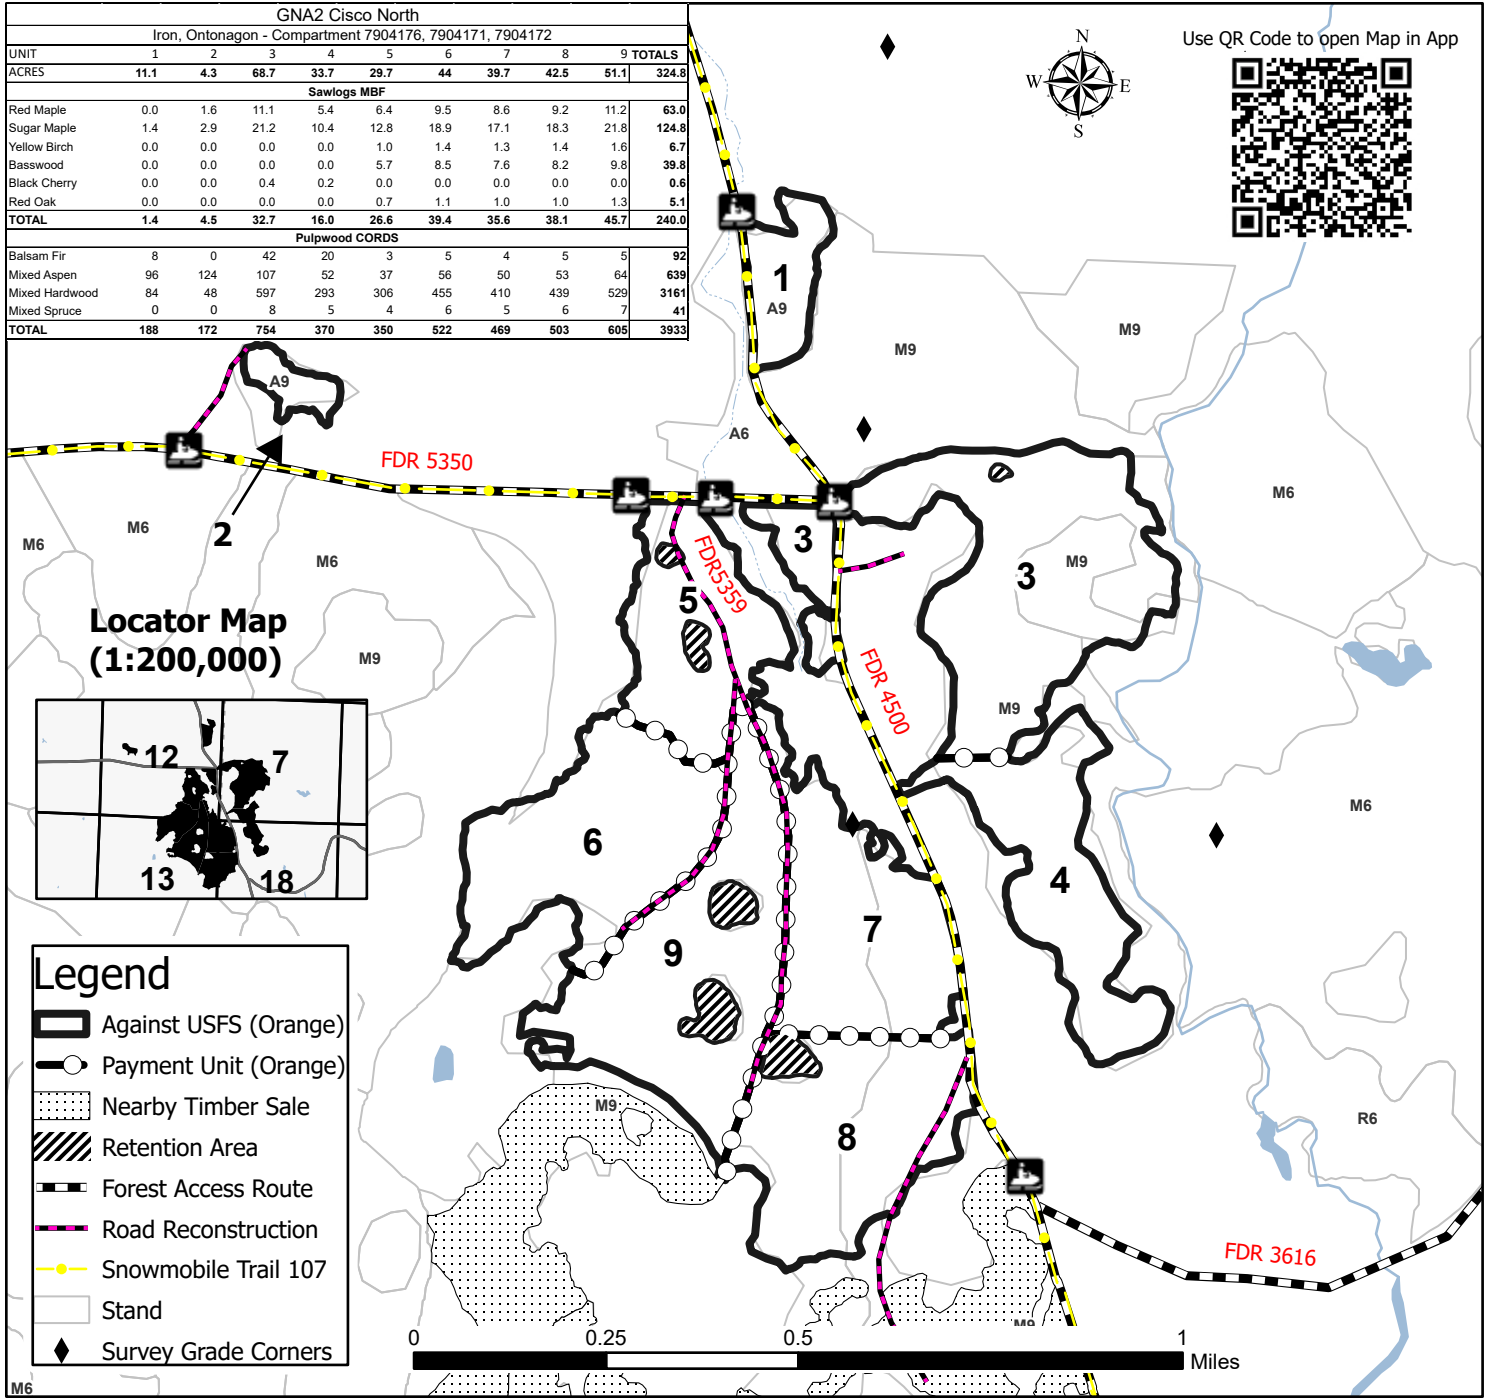 GNA2 Cisco North
Iron, Ontonagon - Compartment 7904176, 7904171, 7904172
UNIT 1 2 3 4 5 6 7 8 9 TOTALS
ACRES 11.1 4.3 68.7 33.7 29.7 44 39.7 42.5 51.1 324.8
Sawlogs MBF
Red Maple 0.0 1.6 11.1 5.4 6.4 9.5 8.6 9.2 11.2 63.0
Sugar Maple 1.4 2.9 21.2 10.4 12.8 18.9 17.1 18.3 21.8 124.8
Yellow Birch 0.0 0.0 0.0 0.0 1.0 1.4 1.3 1.4 1.6 6.7
Basswood 0.0 0.0 0.0 0.0 5.7 8.5 7.6 8.2 9.8 39.8
Black Cherry 0.0 0.0 0.4 0.2 0.0 0.0 0.0 0.0 0.0 0.6
Red Oak 0.0 0.0 0.0 0.0 0.7 1.1 1.0 1.0 1.3 5.1
TOTAL 1.4 4.5 32.7 16.0 26.6 39.4 35.6 38.1 45.7 240.0
Pulpwood CORDS
Balsam Fir 8 0 42 20 3 5 4 5 5 92
Mixed Aspen 96 124 107 52 37 56 50 53 64 639
Mixed Hardwood 84 48 597 293 306 455 410 439 529 3161
Mixed Spruce 0 0 8 5 4 6 5 6 7 41
TOTAL 188 172 754 370 350 522 469 503 605 3933
N
W E
S
Use QR Code to open Map in App
1
A9
M9
M9
A9
A6
FDR 5350
M6
2
M6
M6
M6
3
FDR5359
M9
3
5
Locator Map
(1:200,000)
M9
FDR 4500
M9
12 7
13 18
M6
6
4
7
9
Legend
Against USFS (Orange)
Payment Unit (Orange)
Nearby Timber Sale
Retention Area
Forest Access Route
Road Reconstruction
Snowmobile Trail 107
Stand
Survey Grade Corners
M9
8
R6
FDR 3616
M9
0 0.25 0.5 1
Miles
M6